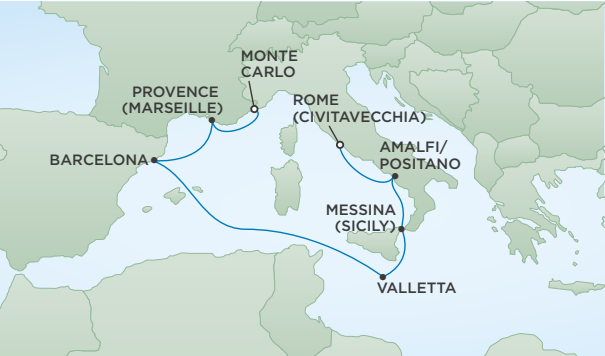 MONTE
CARLO
PROVENCE
(MARSEILLE)
ROME
(CIVITAVECCHIA)
AMALFI/
POSITANO
BARCELONA
MESSINA
(SICILY)
VALLETTA